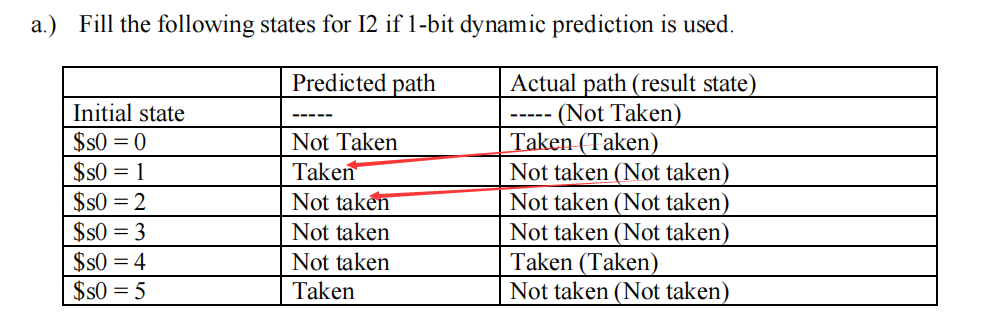 a.) Fill the following states for I2 if 1-bit dynamic prediction is used.
Predicted path Actual path (result state)
Initial state ----- ----- (Not Taken)
$s0 = 0 Not Taken Taken (Taken)
$s0 = 1 Taken Not taken (Not taken)
$s0 = 2 Not taken Not taken (Not taken)
$s0 = 3 Not taken Not taken (Not taken)
$s0 = 4 Not taken Taken (Taken)
$s0 = 5 Taken Not taken (Not taken)